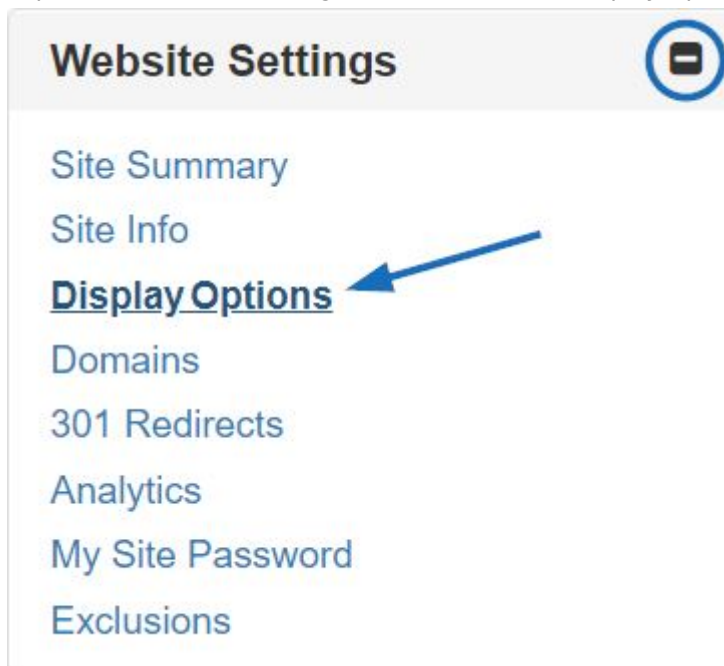 Website Settings
Site Summary
Site Info
Display Options
Domains
301 Redirects
Analytics
My Site Password
Exclusions